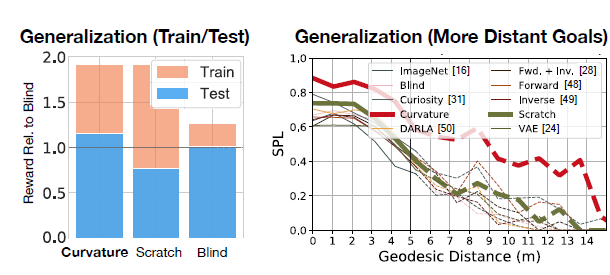 Generalization (Train/Test)
Reward Rel. to Blind
2.0
1.5
1.0
0.5
0.0
Train
Test
Curvature Scratch Blind
Generalization (More Distant Goals)
SPL
1.0
0.8
0.6
0.4
0.2
0.0
ImageNet [16]
Blind
Curiosity [31]
Curvature
DARLA [50]
Fwd. + Inv. [28]
Forward [48]
Inverse [49]
Scratch
VAE [24]
0 1 2 3 4 5 6 7 8 9 10 11 12 13 14
Geodesic Distance (m)